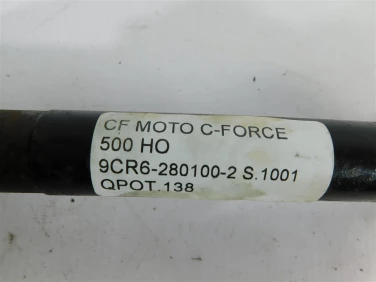 CF MOTO C-FORCE
500 HO
9CR6-280100-2 S.1001
QPOT.138